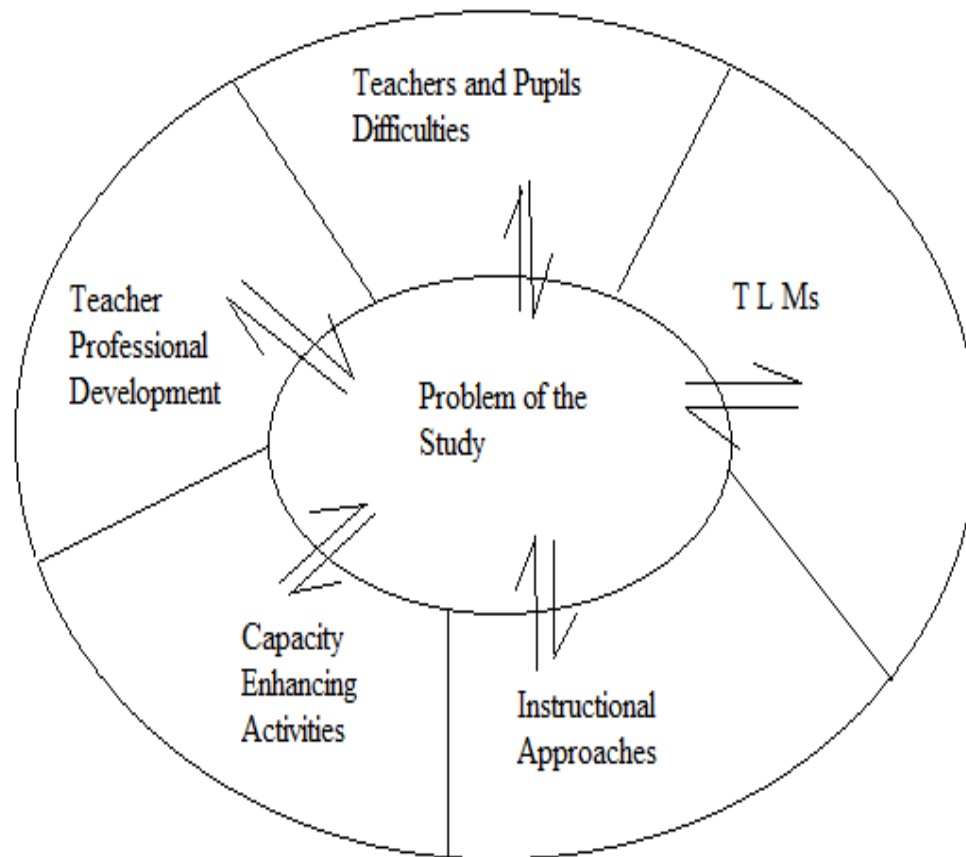 Teachers and Pupils
Difficulties
Teacher
Professional
Development
T L Ms
Problem of the
Study
Capacity
Enhancing
Activities
Instructional
Approaches